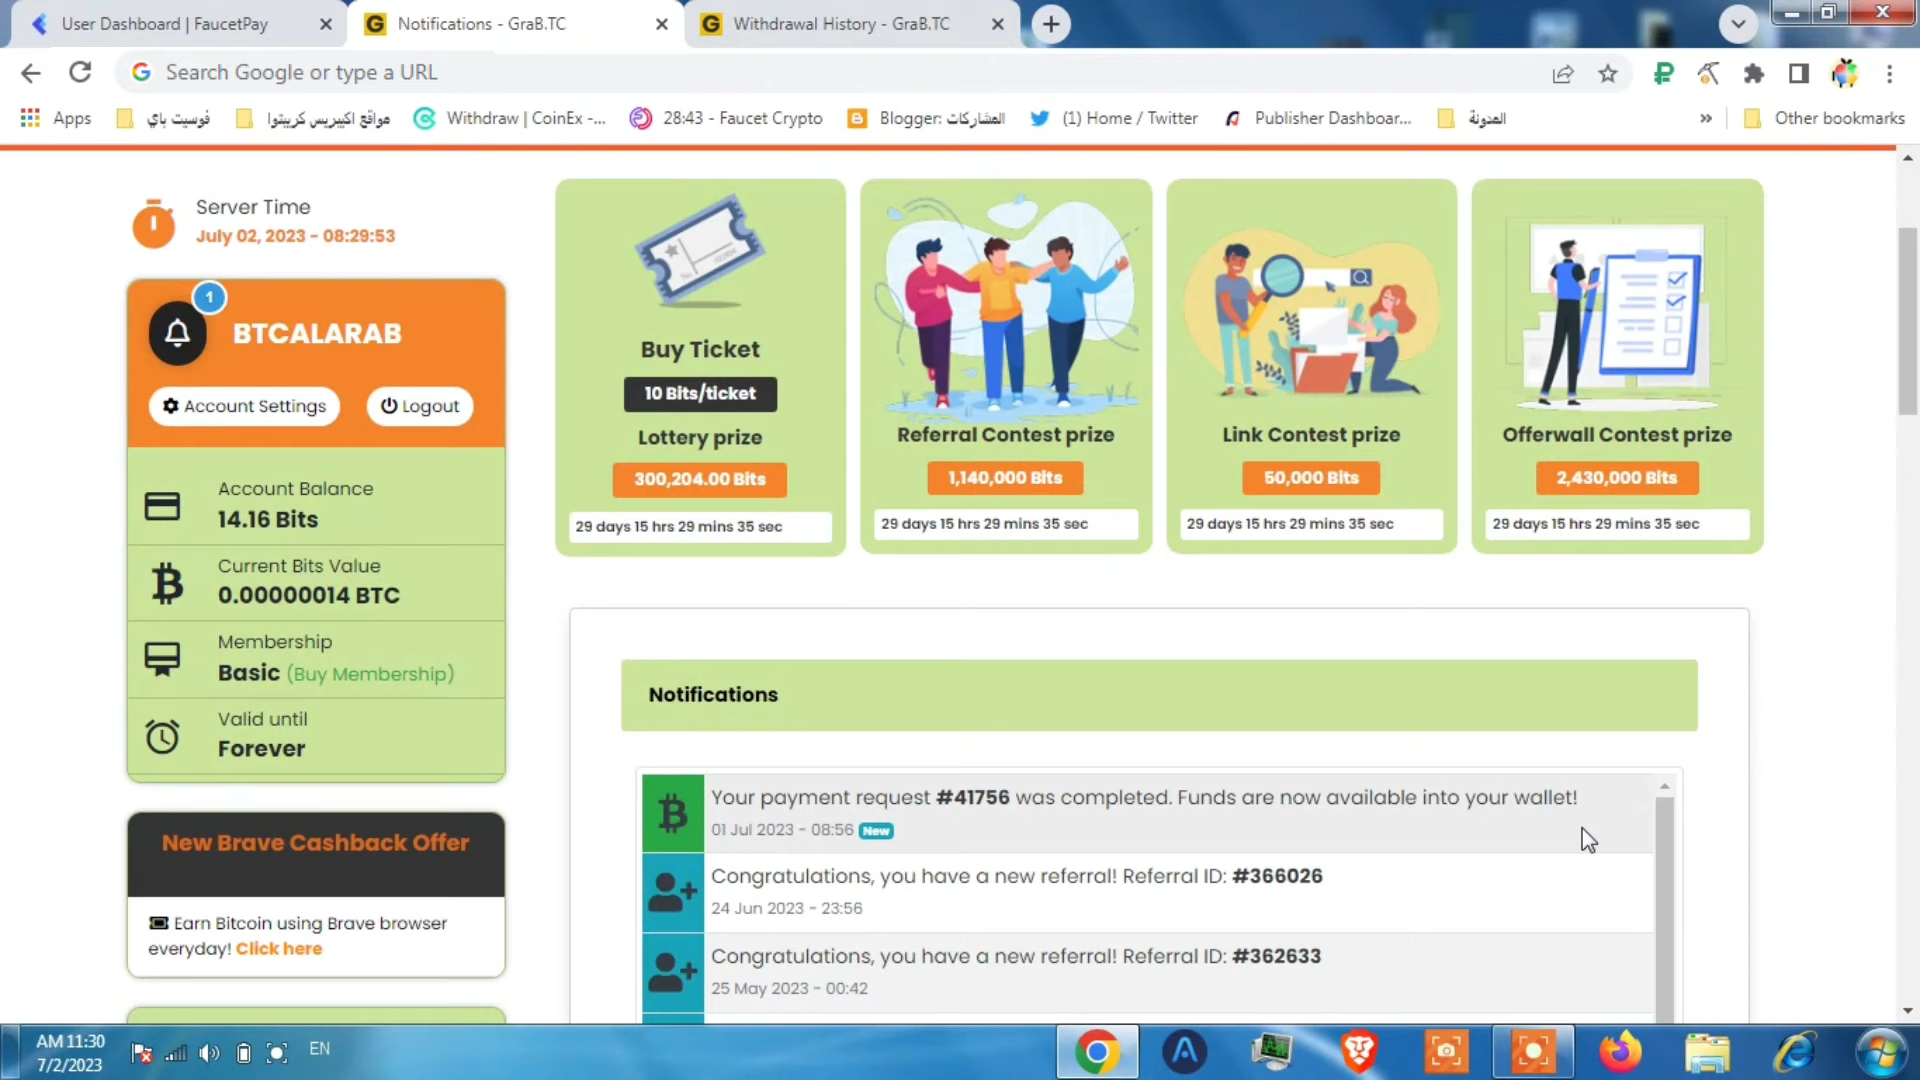 User Dashboard | FaucetPay
Notifications - GraB.TC
Withdrawal History - GraB.TC
Search Google or type a URL
Apps
فوسيت باي
مواقع اكبيريس كريبتوا
Withdraw | CoinEx -...
28:43 - Faucet Crypto
Blogger: المشاركات
(1) Home / Twitter
Publisher Dashboar...
المدونة
»
Other bookmarks
Server Time
July 02, 2023 - 08:29:53
1
BTCALARAB
Account Settings
Logout
Account Balance
14.16 Bits
Current Bits Value
0.00000014 BTC
Membership
Basic (Buy Membership)
Valid until
Forever
New Brave Cashback Offer
Earn Bitcoin using Brave browser
everyday! Click here
Buy Ticket
10 Bits/ticket
Lottery prize
300,204.00 Bits
29 days 15 hrs 29 mins 35 sec
Referral Contest prize
1,140,000 Bits
29 days 15 hrs 29 mins 35 sec
Link Contest prize
50,000 Bits
29 days 15 hrs 29 mins 35 sec
Offerwall Contest prize
2,430,000 Bits
29 days 15 hrs 29 mins 35 sec
Notifications
Your payment request #41756 was completed. Funds are now available into your wallet!
01 Jul 2023 - 08:56 New
Congratulations, you have a new referral! Referral ID: #366026
24 Jun 2023 - 23:56
Congratulations, you have a new referral! Referral ID: #362633
25 May 2023 - 00:42
AM 11:30
7/2/2023
EN